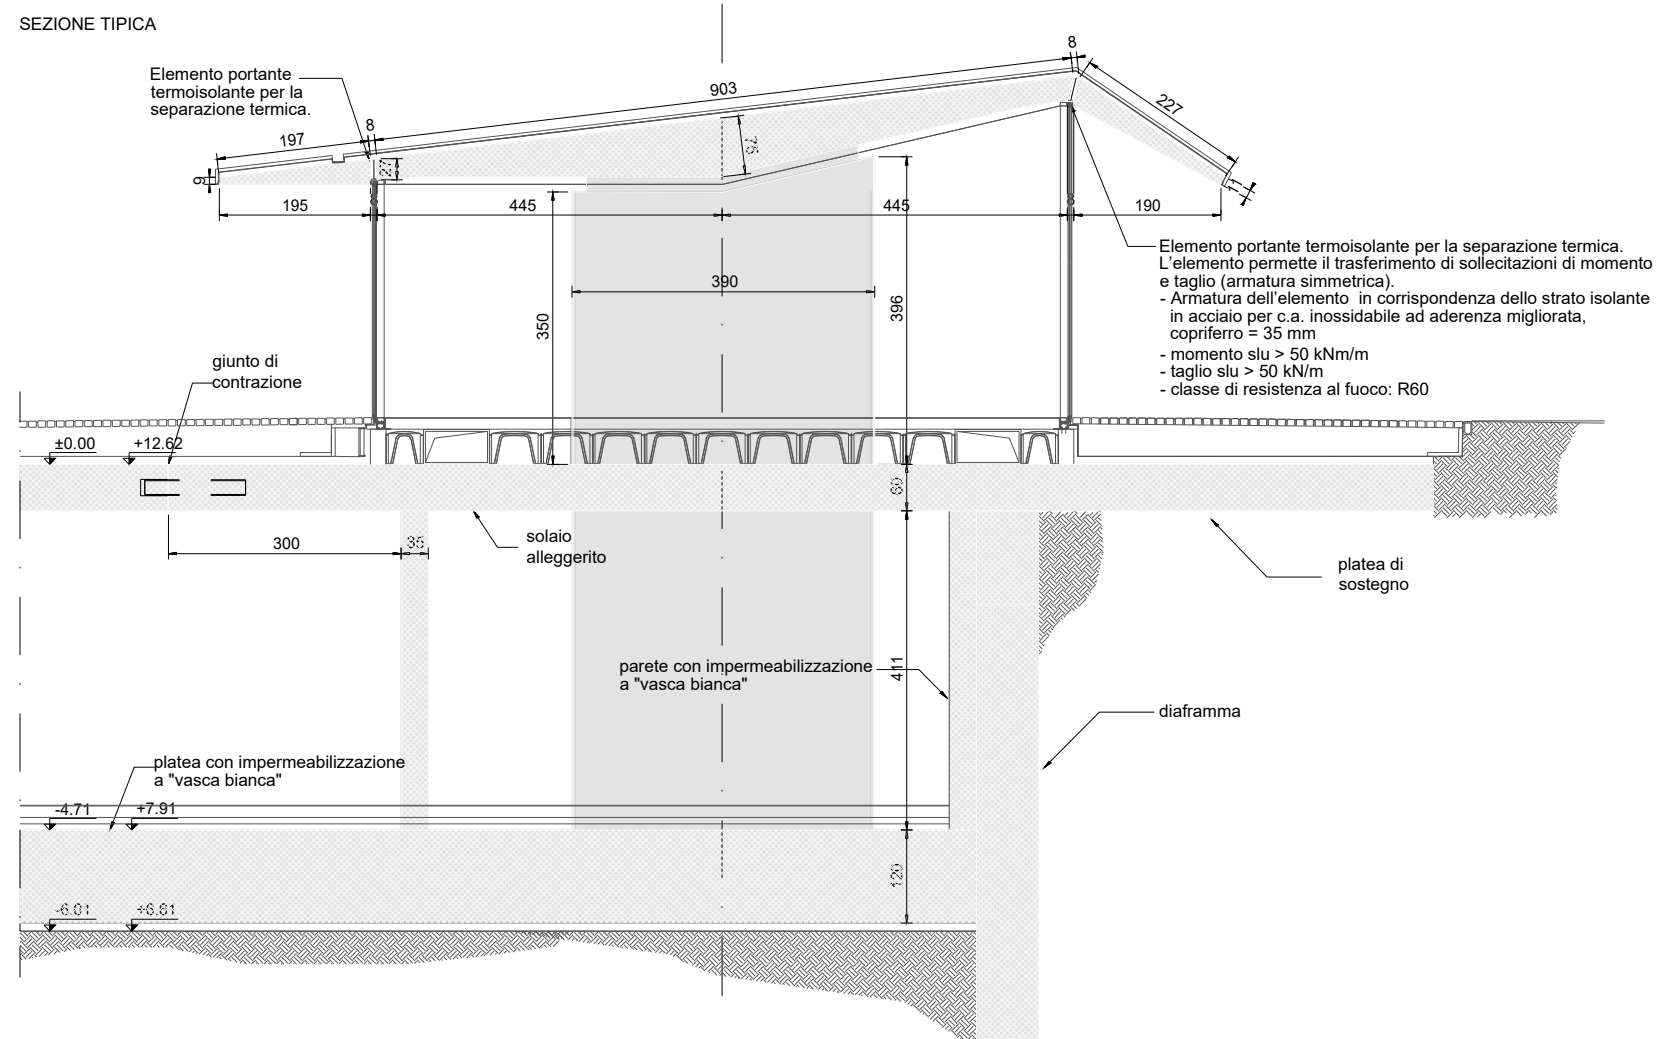 SEZIONE TIPICA
Elemento portante
termoisolante per la
separazione termica.
8
903
8
227
197
27
75
9
195
445
445
190
Elemento portante termoisolante per la separazione termica.
L'elemento permette il trasferimento di sollecitazioni di momento
e taglio (armatura simmetrica).
- Armatura dell'elemento in corrispondenza dello strato isolante
in acciaio per c.a. inossidabile ad aderenza migliorata,
copriferro = 35 mm
- momento slu > 50 kNm/m
- taglio slu > 50 kN/m
- classe di resistenza al fuoco: R60
390
350
396
giunto di
contrazione
±0.00
+12.62
60
300
solaio
alleggerito
platea di
sostegno
parete con impermeabilizzazione
a "vasca bianca"
411
diaframma
platea con impermeabilizzazione
a "vasca bianca"
-4.71
+7.91
120
-6.01
+6.61